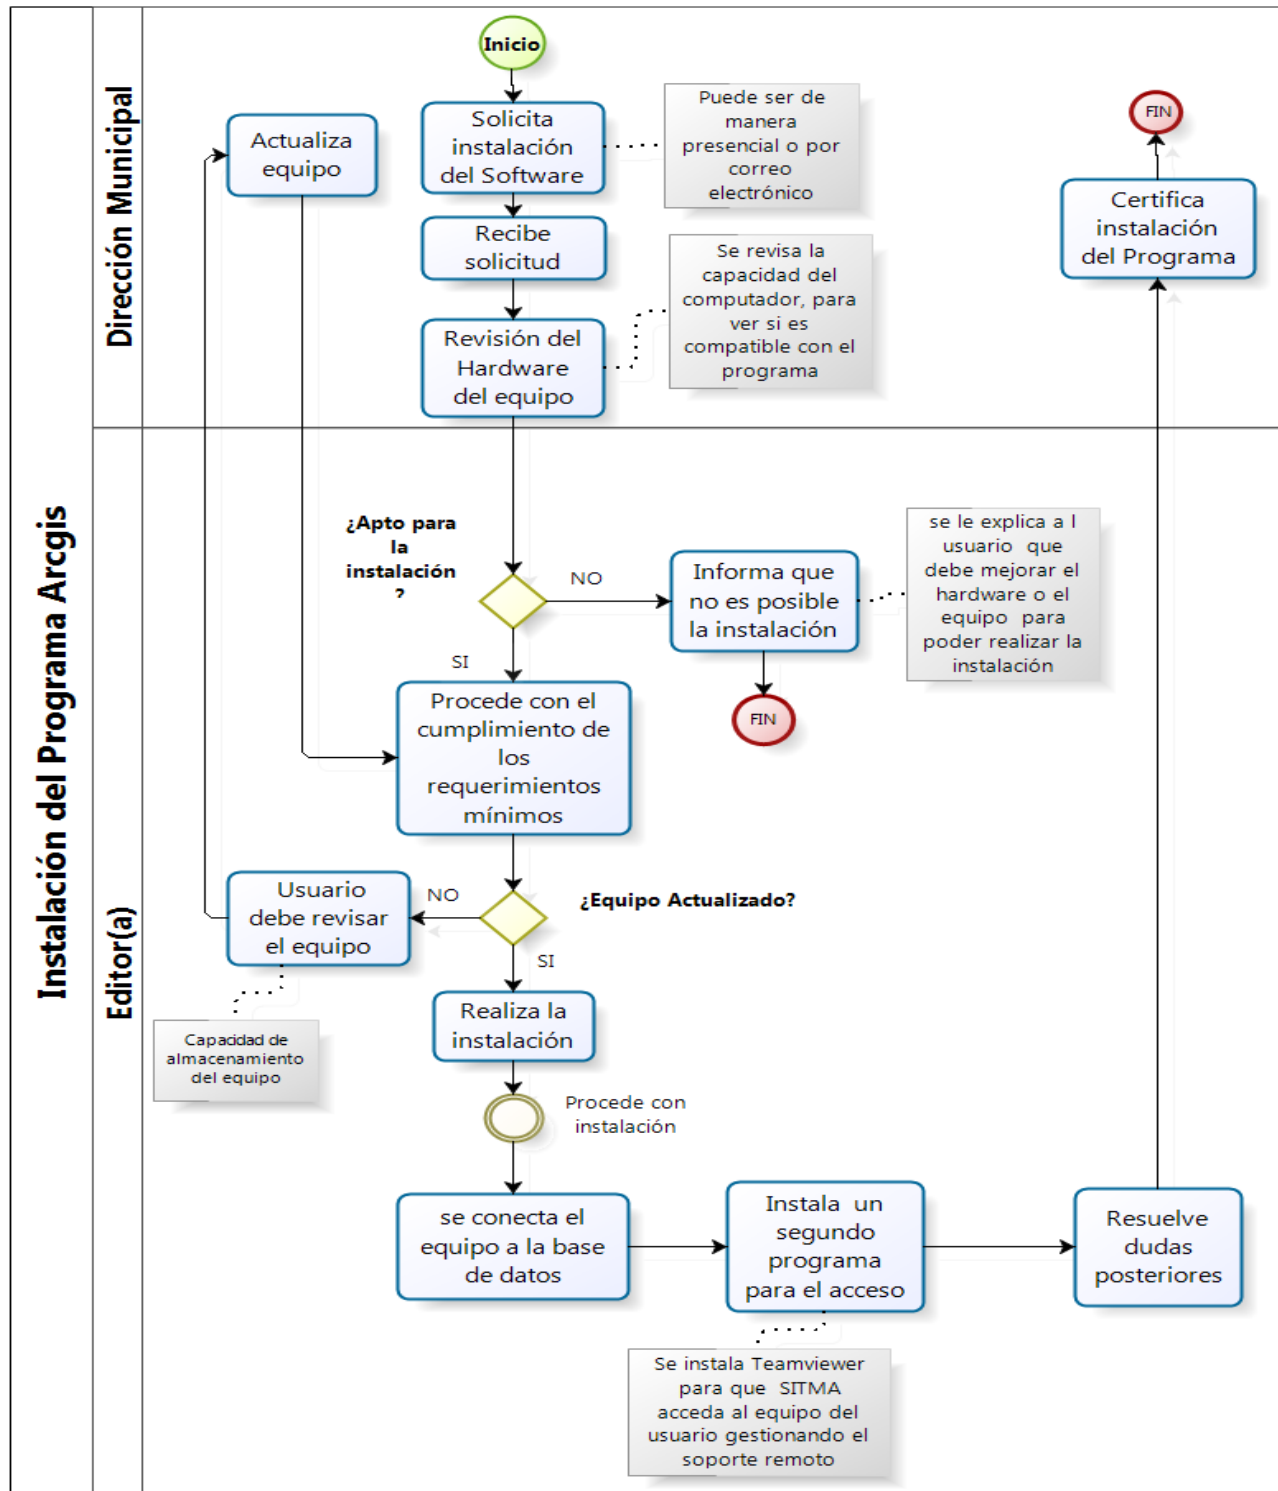 Instalación del Programa Arcgis
Dirección Municipal
Editor(a)
Inicio
Solicita
instalación
del Software
Puede ser de
manera
presencial o por
correo
electrónico
Actualiza
equipo
FIN
Certifica
instalación
del Programa
Recibe
solicitud
Se revisa la
capacidad del
computador, para
ver si es
compatible con el
programa
Revisión del
Hardware
del equipo
¿Apto para
la
instalación
?
NO
SI
Informa que
no es posible
la instalación
se le explica a l
usuario que
debe mejorar el
hardware o el
equipo para
poder realizar la
instalación
FIN
Procede con el
cumplimiento de
los
requerimientos
mínimos
¿Equipo Actualizado?
NO
SI
Usuario
debe revisar
el equipo
Capacidad de
almacenamiento
del equipo
Realiza la
instalación
Procede con
instalación
se conecta el
equipo a la base
de datos
Instala un
segundo
programa
para el acceso
Resuelve
dudas
posteriores
Se instala Teamviewer
para que SITMA
acceda al equipo del
usuario gestionando el
soporte remoto